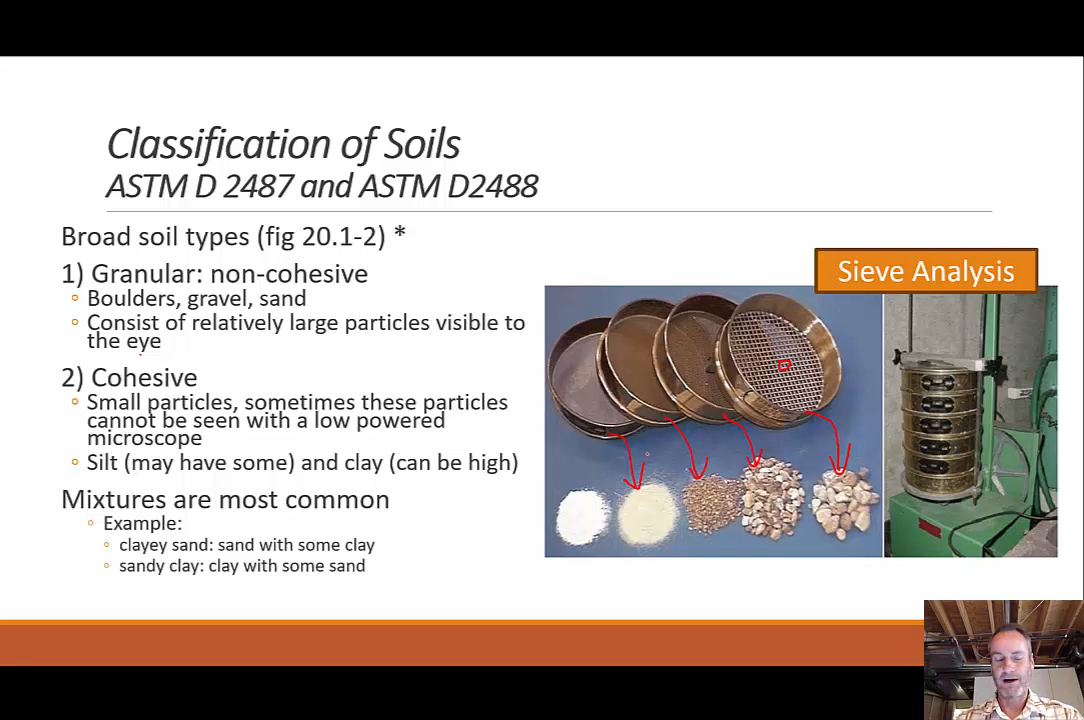 Classification of Soils
ASTM D 2487 and ASTM D2488
Broad soil types (fig 20.1-2) *
1) Granular: non-cohesive
Boulders, gravel, sand
Consist of relatively large particles visible to
the eye
2) Cohesive
Small particles, sometimes these particles
cannot be seen with a low powered
microscope
Silt (may have some) and clay (can be high)
Mixtures are most common
Example:
clayey sand: sand with some clay
sandy clay: clay with some sand
Sieve Analysis